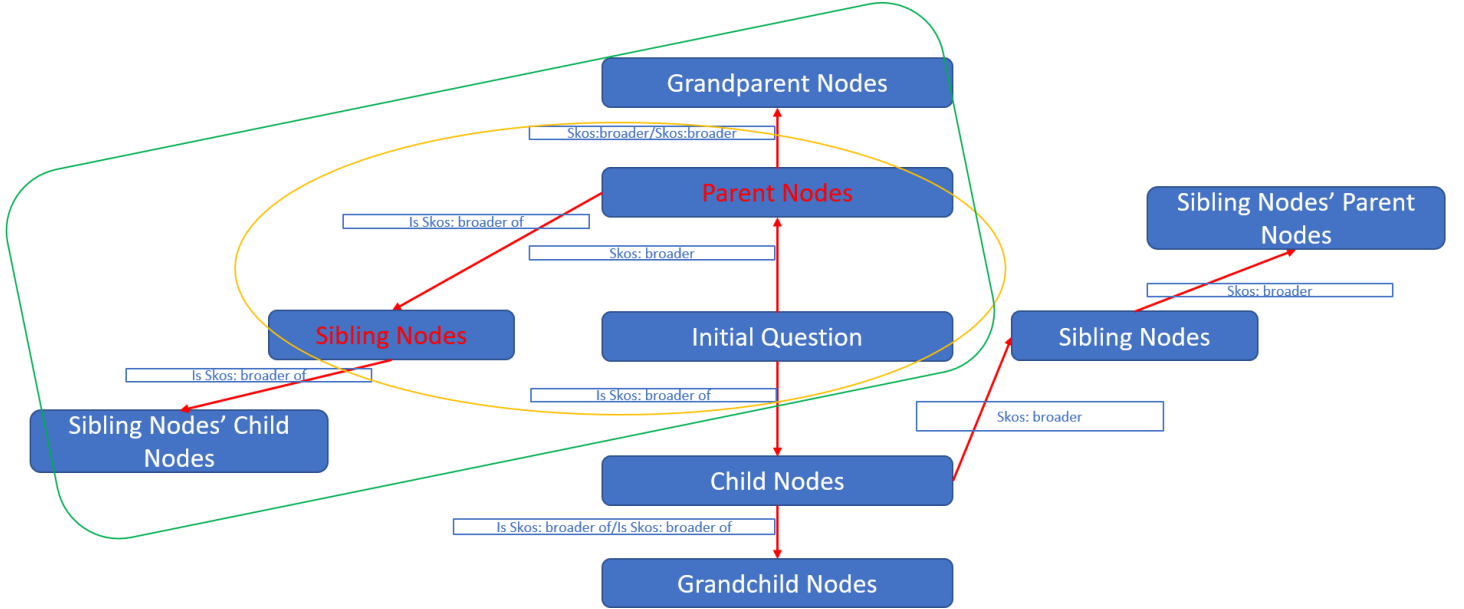 Grandparent Nodes
Skos:broader/Skos:broader
Parent Nodes
Is Skos: broader of
Skos: broader
Sibling Nodes' Parent
Nodes
Skos: broader
Sibling Nodes
Initial Question
Sibling Nodes
Is Skos: broader of
Is Skos: broader of
Skos: broader
Sibling Nodes' Child
Nodes
Child Nodes
Is Skos: broader of/Is Skos: broader of
Grandchild Nodes